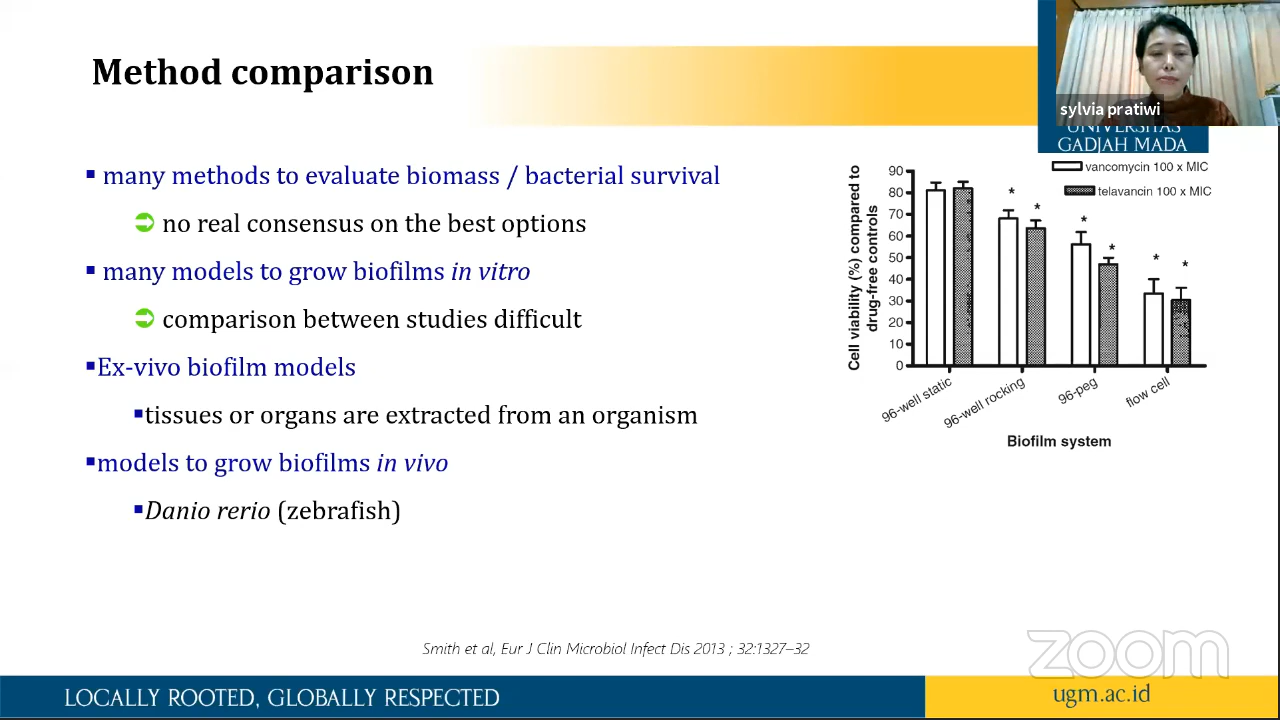 Method comparison
sylvia pratiwi
UNIVERSITAS
GADJAH MADA
▪ many methods to evaluate biomass / bacterial survival
➲ no real consensus on the best options
▪ many models to grow biofilms in vitro
➲ comparison between studies difficult
▪Ex-vivo biofilm models
▪tissues or organs are extracted from an organism
▪models to grow biofilms in vivo
▪Danio rerio (zebrafish)
vancomycin 100 x MIC
telavancin 100 x MIC
Cell viability (%) compared to
drug-free controls
90
80
70
60
50
40
30
20
10
0
* * * * * *
96-well static
96-well rocking
96-peg
flow cell
Biofilm system
Smith et al, Eur J Clin Microbiol Infect Dis 2013 ; 32:1327–32
zoom
LOCALLY ROOTED, GLOBALLY RESPECTED
ugm.ac.id